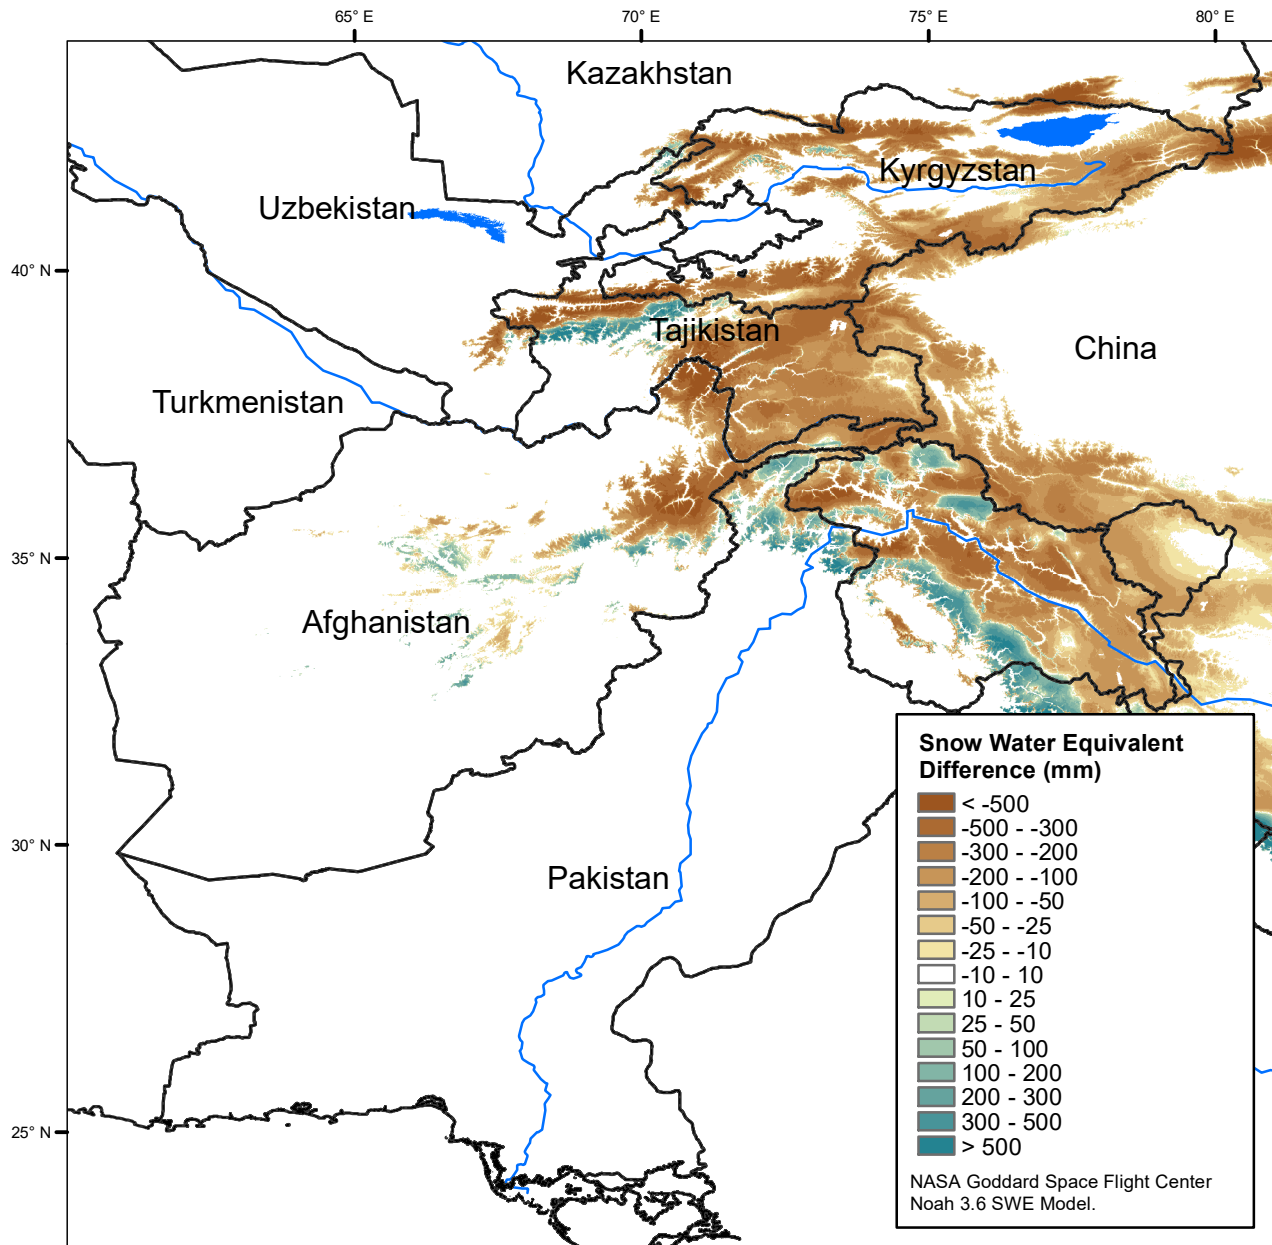 65° E
70° E
75° E
80° E
Kazakhstan
Kyrgyzstan
Uzbekistan
40° N
Tajikistan
China
Turkmenistan
35° N
Afghanistan
Snow Water Equivalent
Difference (mm)
< -500
-500 - -300
-300 - -200
-200 - -100
-100 - -50
-50 - -25
-25 - -10
-10 - 10
10 - 25
25 - 50
50 - 100
100 - 200
200 - 300
300 - 500
> 500
30° N
Pakistan
25° N
NASA Goddard Space Flight Center
Noah 3.6 SWE Model.